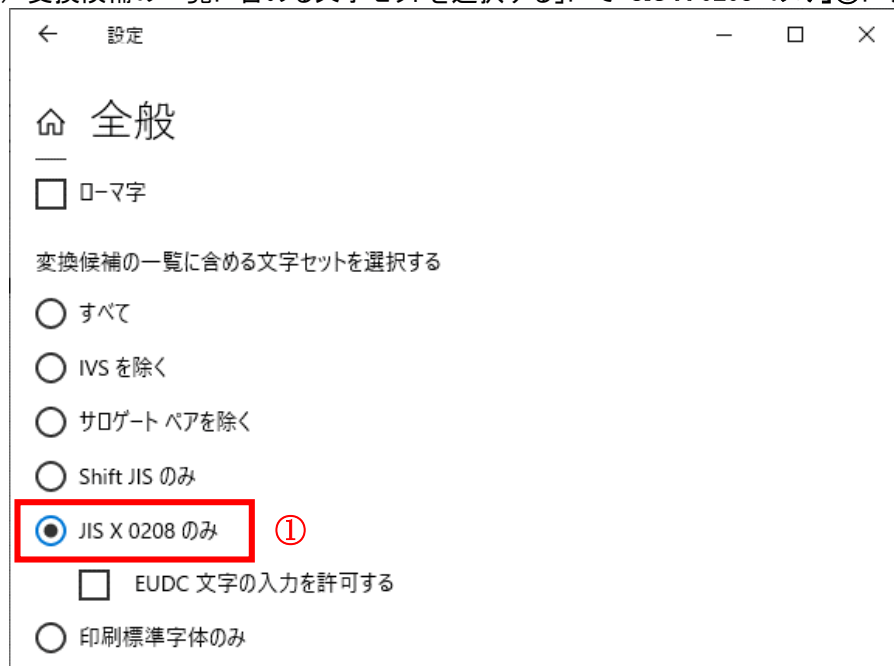 設定
全般
ローマ字
変換候補の一覧に含める文字セットを選択する
すべて
IVS を除く
サロゲート ペアを除く
Shift JIS のみ
JIS X 0208 のみ ①
EUDC 文字の入力を許可する
印刷標準字体のみ